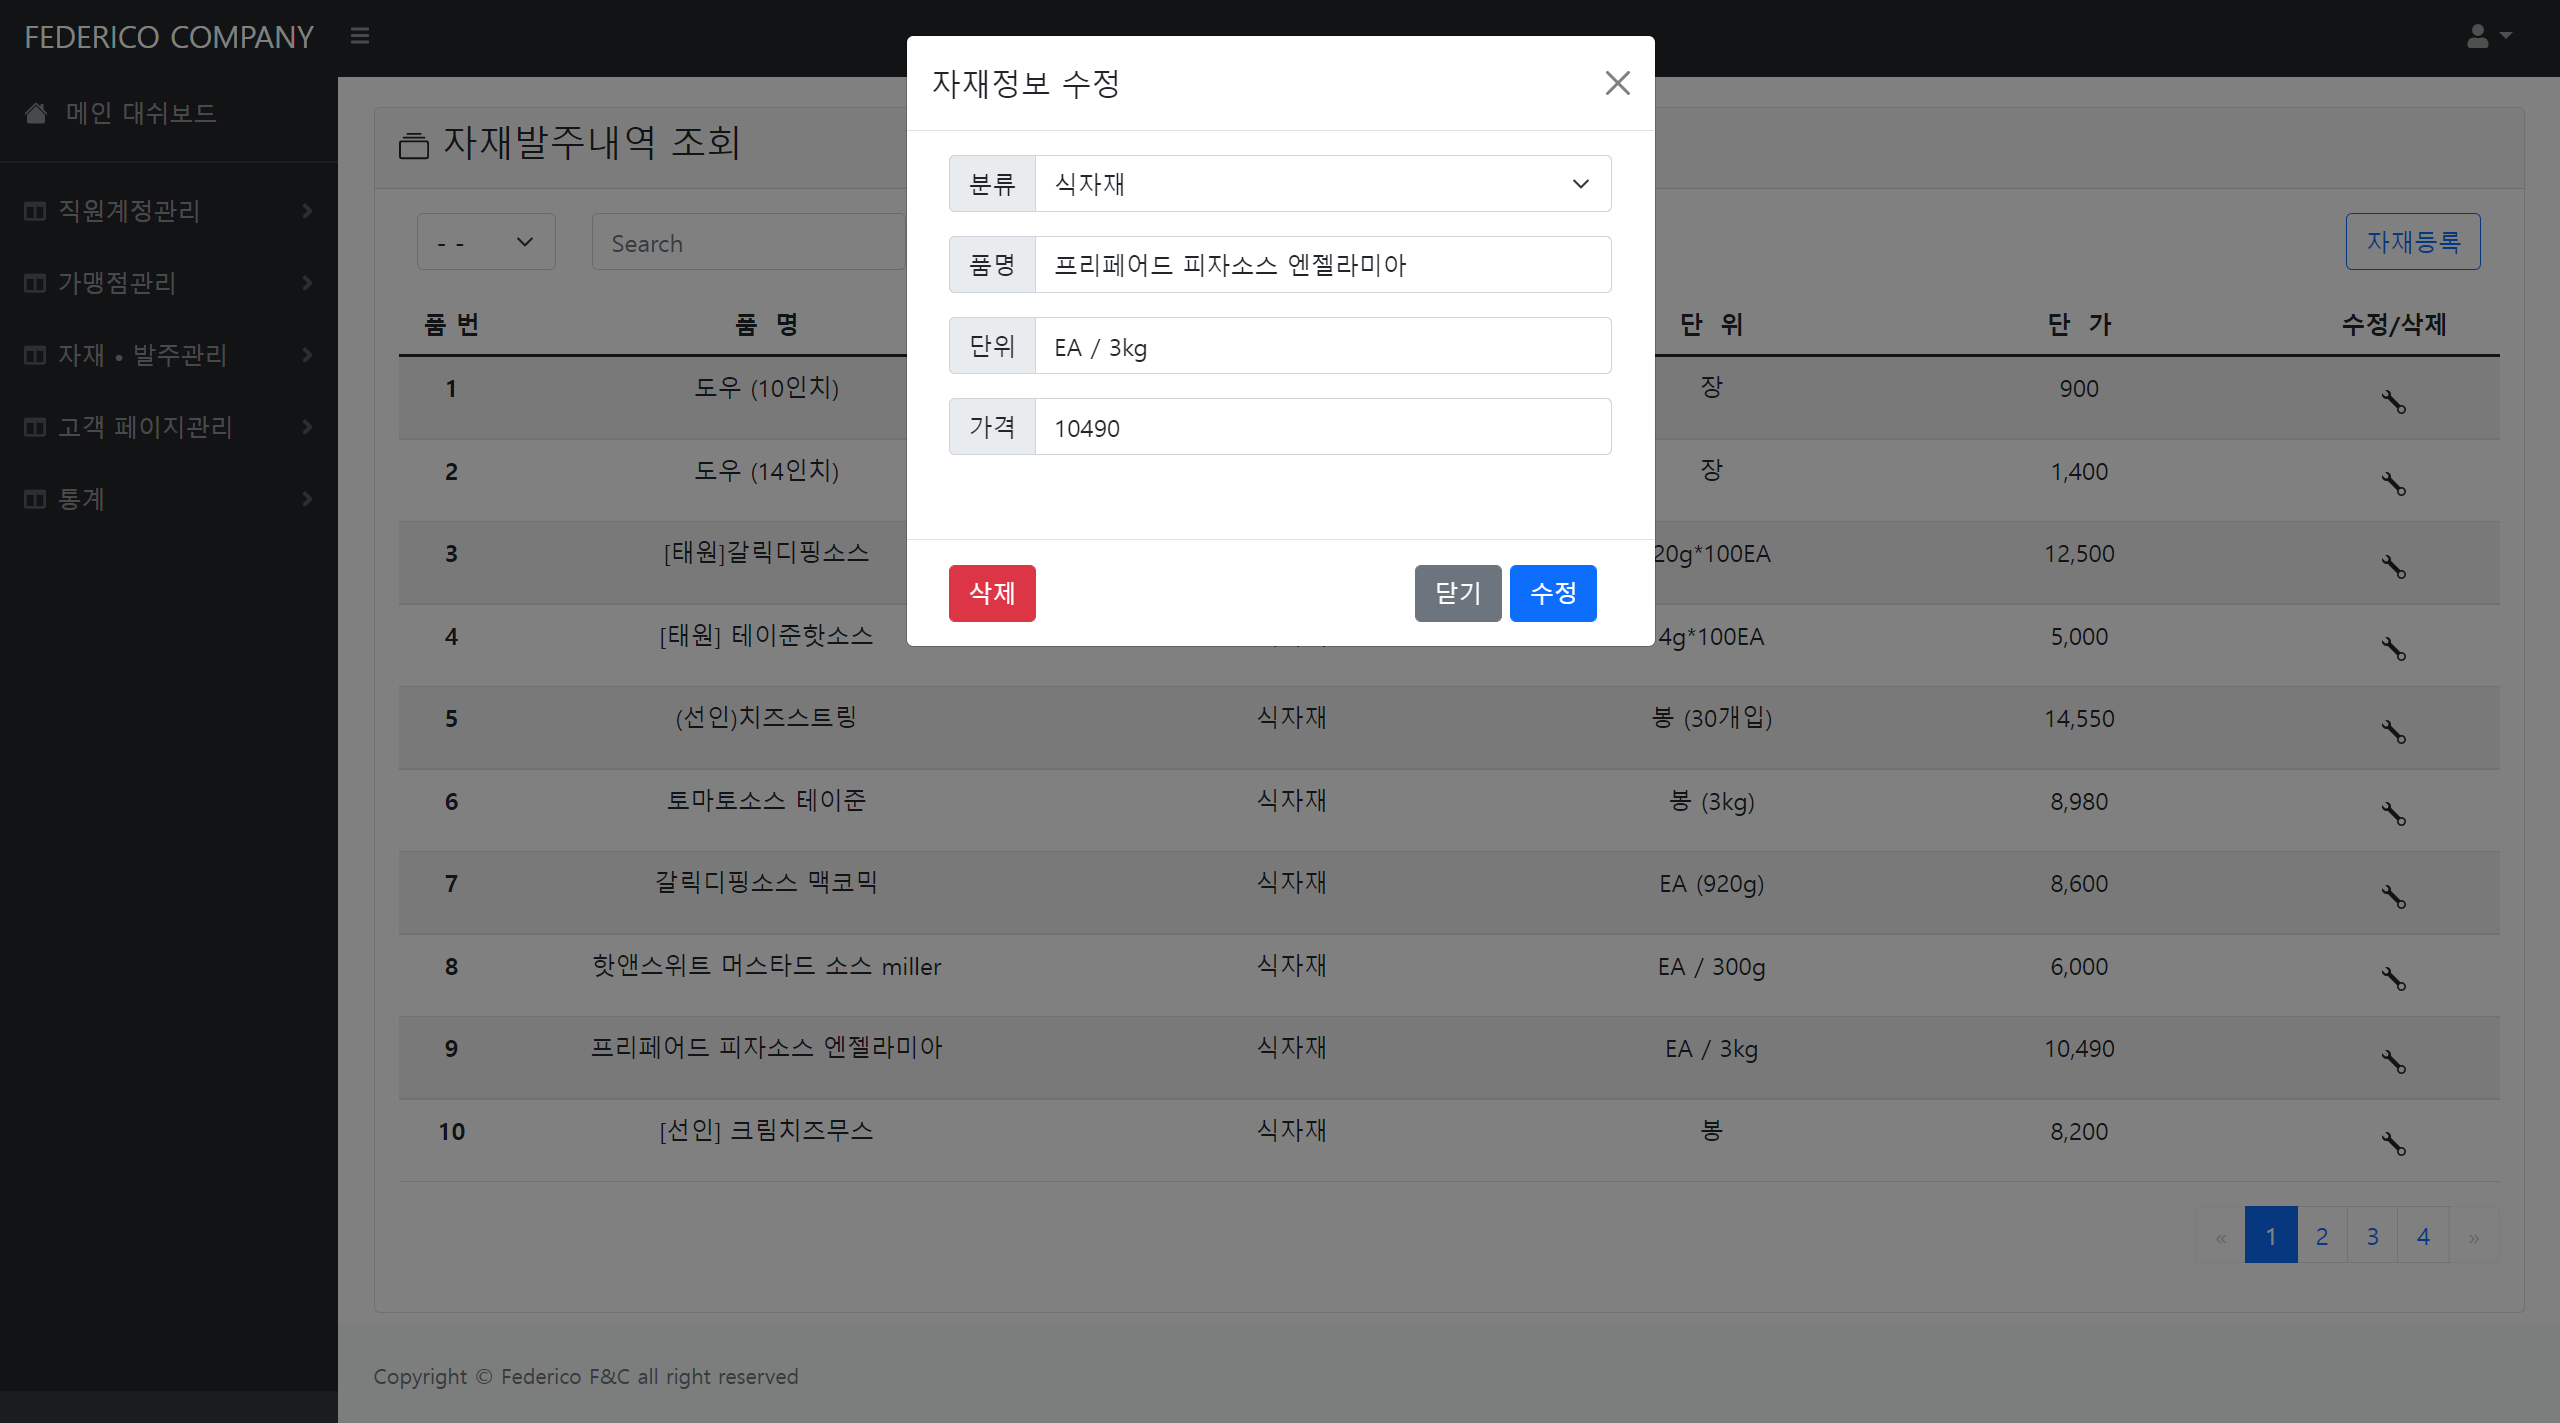 FEDERICO COMPANY
메인 대쉬보드
직원계정관리
가맹점관리
자재 • 발주관리
고객 페이지관리
통계
자재발주내역 조회
- -
Search
자재등록
자재정보 수정
분류 식자재
품명 프리페어드 피자소스 엔젤라미아
단위 EA / 3kg
가격 10490
삭제 닫기 수정
품 번 품 명 단 위 단 가 수정/삭제
1 도우 (10인치) 장 900
2 도우 (14인치) 장 1,400
3 [태원]갈릭디핑소스 20g*100EA 12,500
4 [태원] 테이준핫소스 4g*100EA 5,000
5 (선인)치즈스트링 식자재 봉 (30개입) 14,550
6 토마토소스 테이준 식자재 봉 (3kg) 8,980
7 갈릭디핑소스 맥코믹 식자재 EA (920g) 8,600
8 핫앤스위트 머스타드 소스 miller 식자재 EA / 300g 6,000
9 프리페어드 피자소스 엔젤라미아 식자재 EA / 3kg 10,490
10 [선인] 크림치즈무스 식자재 봉 8,200
« 1 2 3 4 »
Copyright © Federico F&C all right reserved